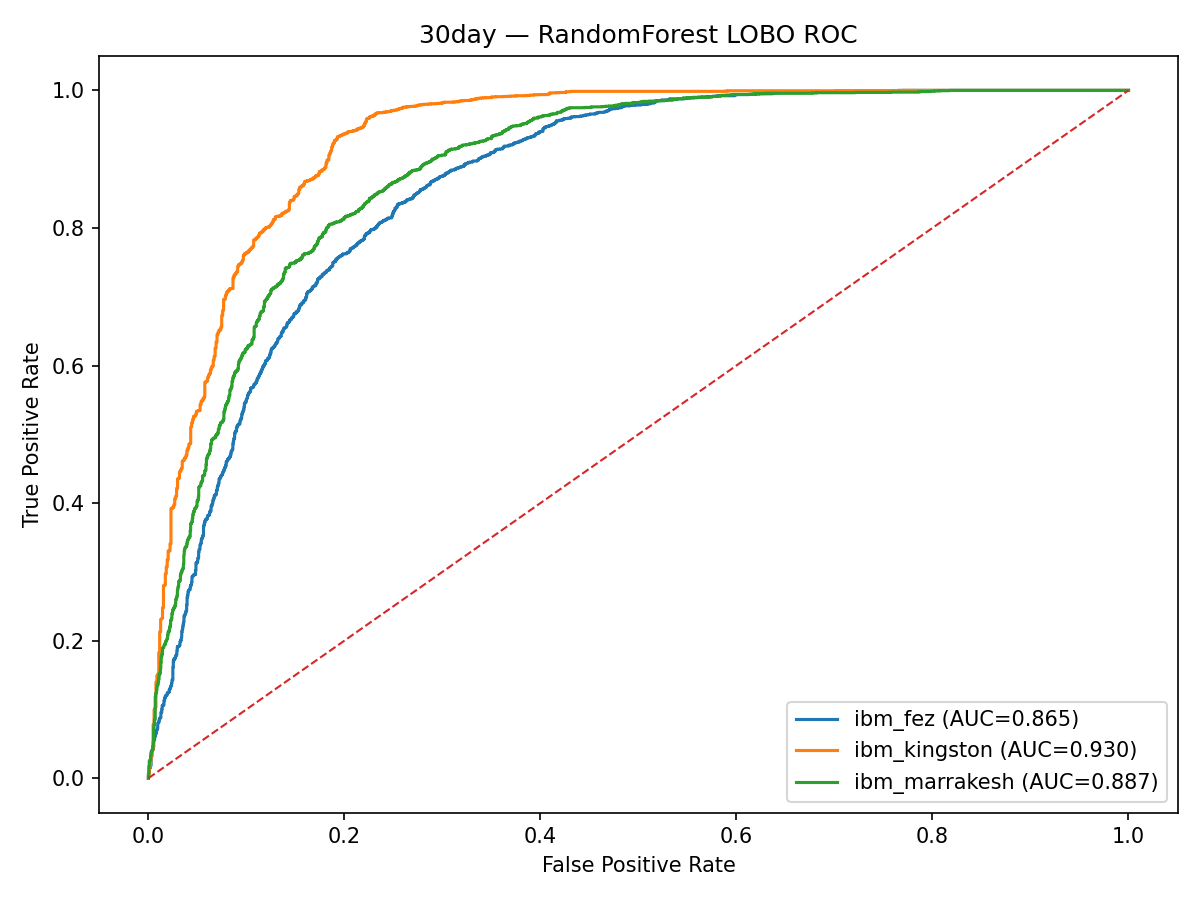 30day — RandomForest LOBO ROC
True Positive Rate
1.0
0.8
0.6
0.4
0.2
0.0
ibm_fez (AUC=0.865)
ibm_kingston (AUC=0.930)
ibm_marrakesh (AUC=0.887)
0.0 0.2 0.4 0.6 0.8 1.0
False Positive Rate